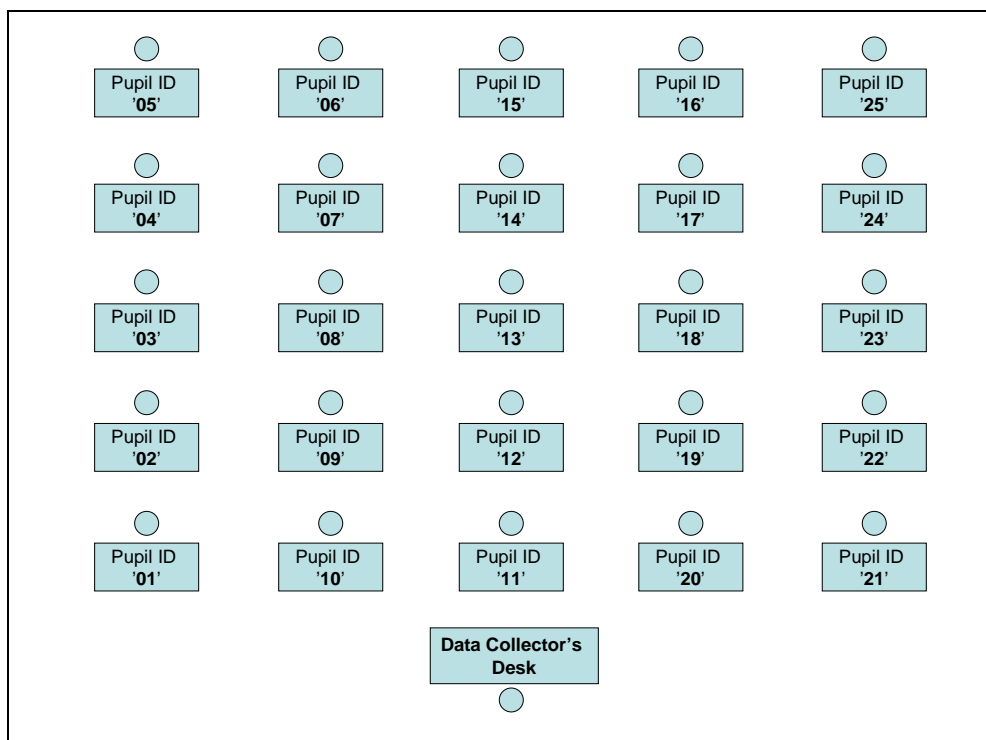 Pupil ID
’05’
Pupil ID
’06’
Pupil ID
’15’
Pupil ID
’16’
Pupil ID
’25’
Pupil ID
’04’
Pupil ID
’07’
Pupil ID
’14’
Pupil ID
’17’
Pupil ID
’24’
Pupil ID
’03’
Pupil ID
’08’
Pupil ID
’13’
Pupil ID
’18’
Pupil ID
’23’
Pupil ID
’02’
Pupil ID
’09’
Pupil ID
’12’
Pupil ID
’19’
Pupil ID
’22’
Pupil ID
’01’
Pupil ID
’10’
Pupil ID
’11’
Pupil ID
’20’
Pupil ID
’21’
Data Collector’s
Desk